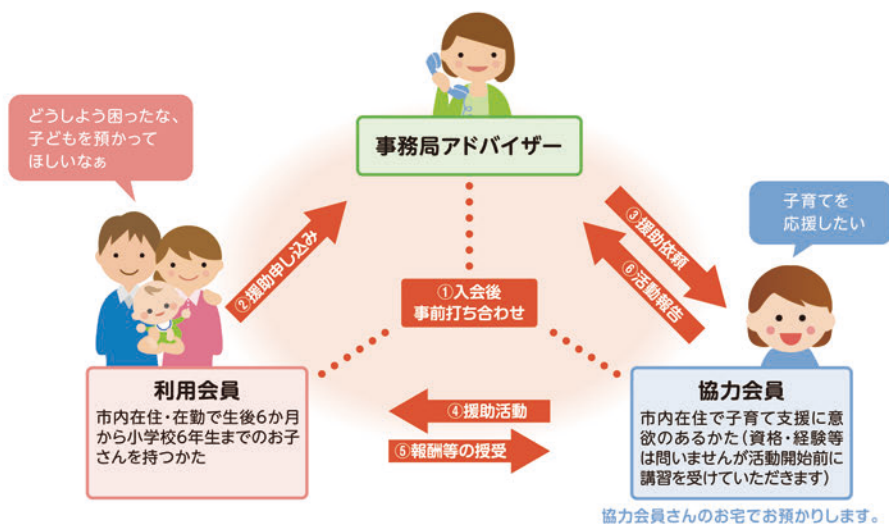 どうしよう困ったな、
子どもを預かって
ほしいなぁ
事務局アドバイザー
子育てを
応援したい
②援助申し込み
③援助依頼
⑥活動報告
①入会後
事前打ち合わせ
利用会員
市内在住・在勤で生後6か月
から小学校6年生までのお子
さんを持つかた
④援助活動
⑤報酬等の授受
協力会員
市内在住で子育て支援に意
欲のあるかた(資格・経験等
は問いませんが活動開始前に
講習を受けていただきます)
協力会員さんのお宅でお預かりします。